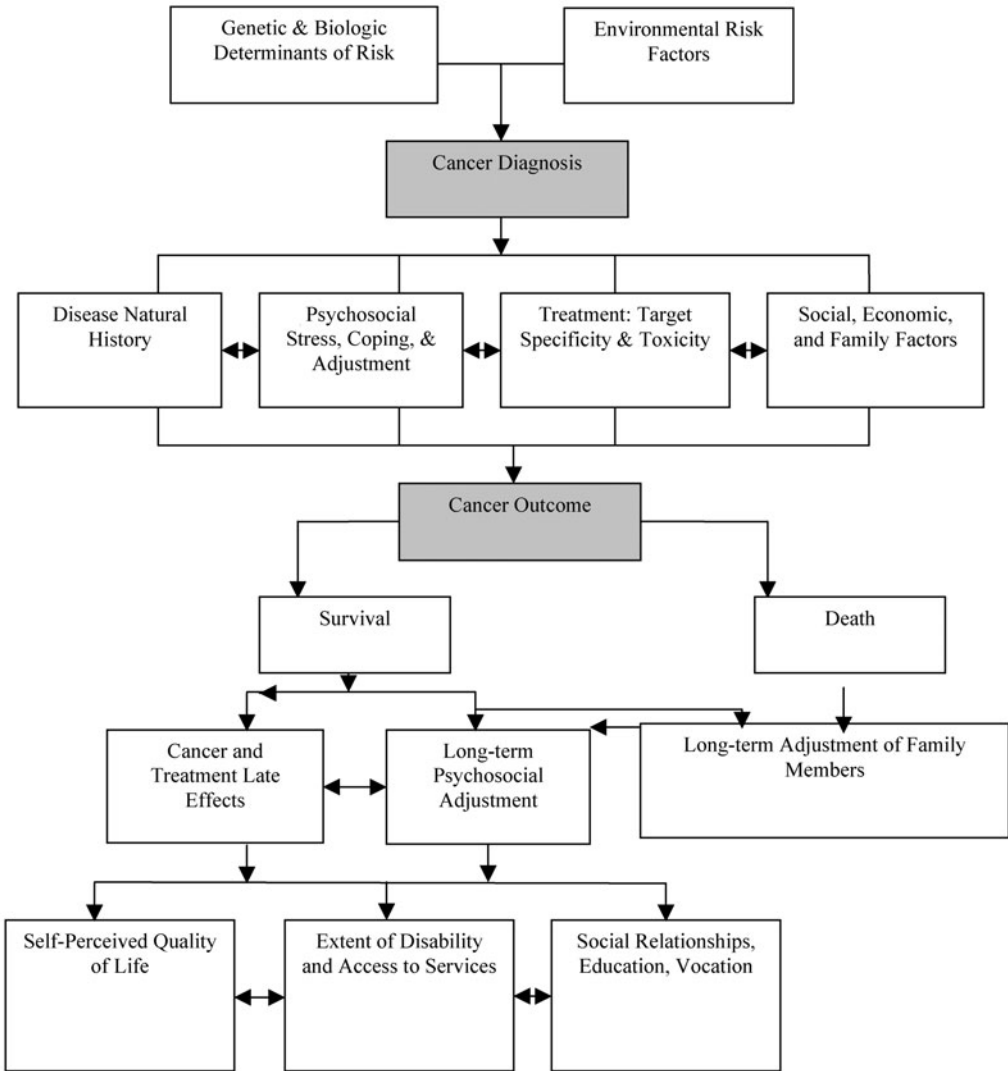 Genetic & Biologic
Determinants of Risk
Environmental Risk
Factors
Cancer Diagnosis
Disease Natural
History
Psychosocial
Stress, Coping, &
Adjustment
Treatment: Target
Specificity & Toxicity
Social, Economic,
and Family Factors
Cancer Outcome
Survival
Death
Cancer and
Treatment Late
Effects
Long-term
Psychosocial
Adjustment
Long-term Adjustment of Family
Members
Self-Perceived Quality
of Life
Extent of Disability
and Access to Services
Social Relationships,
Education, Vocation